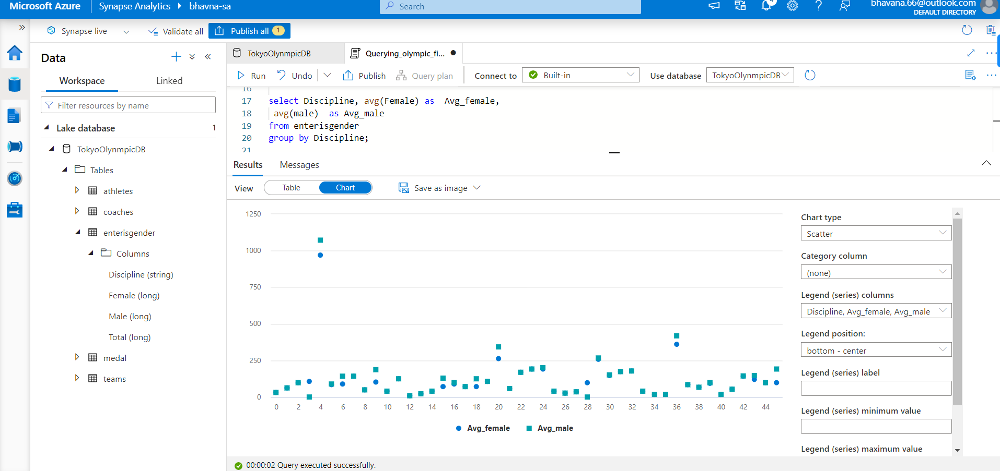 Microsoft Azure
Synapse Analytics
bhavna-sa
Search
4
bhavana.66@outlook.com
DEFAULT DIRECTORY
Synapse live
Validate all
Publish all 1
Data
Workspace
Linked
Filter resources by name
Lake database 1
TokyoOlynmpicDB
Tables
athletes
coaches
enterisgender
Columns
Discipline (string)
Female (long)
Male (long)
Total (long)
medal
teams
TokyoOlynmpicDB
Querying_olympic_fi...
Run
Undo
Publish
Query plan
Connect to
Built-in
Use database
TokyoOlynmpicDB
16
17 select Discipline, avg(Female) as Avg_female,
18 avg(male) as Avg_male
19 from enterisgender
20 group by Discipline;
21
Results
Messages
View
Table
Chart
Save as image
1250
1000
750
500
250
0
0 2 4 6 8 10 12 14 16 18 20 22 24 26 28 30 32 34 36 38 40 42 44
Avg_female
Avg_male
Chart type
Scatter
Category column
(none)
Legend (series) columns
Discipline, Avg_female, Avg_male
Legend position:
bottom - center
Legend (series) label
Legend (series) minimum value
Legend (series) maximum value
00:00:02 Query executed successfully.